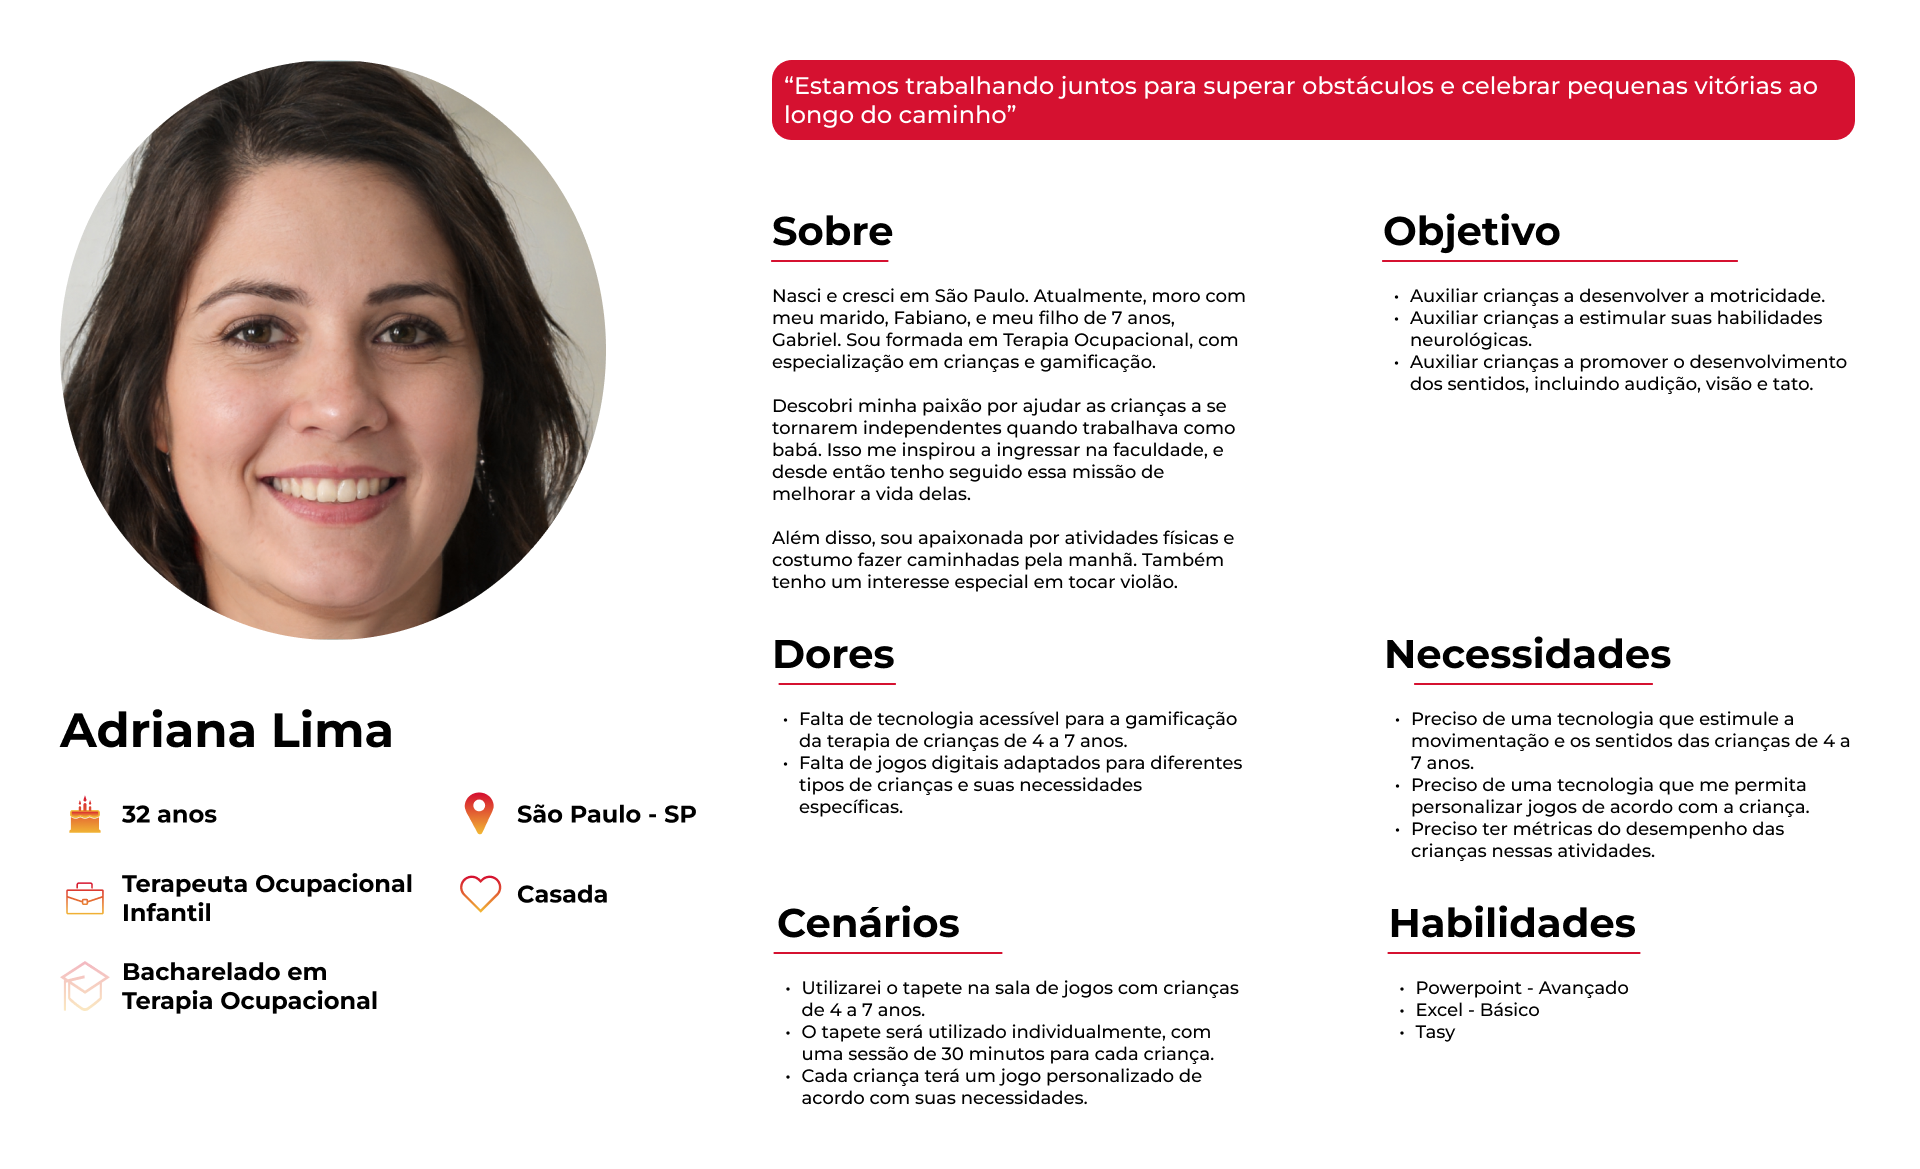 “Estamos trabalhando juntos para superar obstáculos e celebrar pequenas vitórias ao
longo do caminho”
Adriana Lima
32 anos
São Paulo - SP
Terapeuta Ocupacional
Infantil
Casada
Bacharelado em
Terapia Ocupacional
Sobre
Nasci e cresci em São Paulo. Atualmente, moro com
meu marido, Fabiano, e meu filho de 7 anos,
Gabriel. Sou formada em Terapia Ocupacional, com
especialização em crianças e gamificação.
Descobri minha paixão por ajudar as crianças a se
tornarem independentes quando trabalhava como
babá. Isso me inspirou a ingressar na faculdade, e
desde então tenho seguido essa missão de
melhorar a vida delas.
Além disso, sou apaixonada por atividades físicas e
costumo fazer caminhadas pela manhã. Também
tenho um interesse especial em tocar violão.
Objetivo
• Auxiliar crianças a desenvolver a motricidade.
• Auxiliar crianças a estimular suas habilidades
neurológicas.
• Auxiliar crianças a promover o desenvolvimento
dos sentidos, incluindo audição, visão e tato.
Dores
• Falta de tecnologia acessível para a gamificação
da terapia de crianças de 4 a 7 anos.
• Falta de jogos digitais adaptados para diferentes
tipos de crianças e suas necessidades
específicas.
Necessidades
• Preciso de uma tecnologia que estimule a
movimentação e os sentidos das crianças de 4 a
7 anos.
• Preciso de uma tecnologia que me permita
personalizar jogos de acordo com a criança.
• Preciso ter métricas do desempenho das
crianças nessas atividades.
Cenários
• Utilizarei o tapete na sala de jogos com crianças
de 4 a 7 anos.
• O tapete será utilizado individualmente, com
uma sessão de 30 minutos para cada criança.
• Cada criança terá um jogo personalizado de
acordo com suas necessidades.
Habilidades
• Powerpoint - Avançado
• Excel - Básico
• Tasy